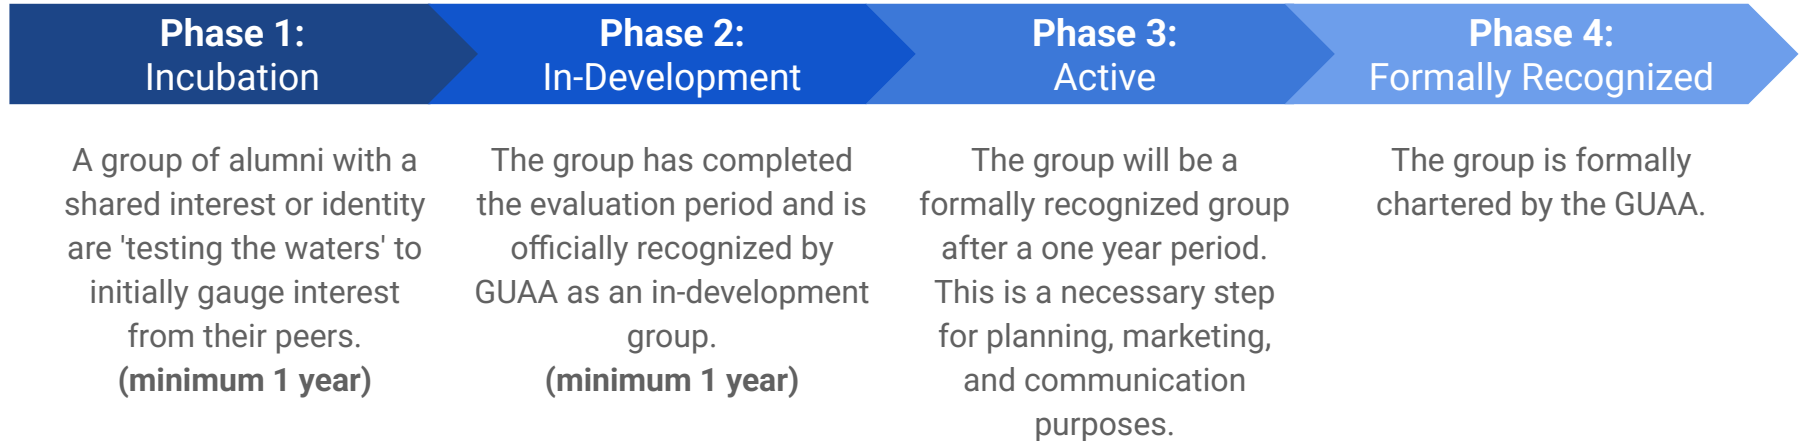 Phase 1:
Incubation
Phase 2:
In-Development
Phase 3:
Active
Phase 4:
Formally Recognized
A group of alumni with a
shared interest or identity
are 'testing the waters' to
initially gauge interest
from their peers.
(minimum 1 year)
The group has completed
the evaluation period and is
officially recognized by
GUAA as an in-development
group.
(minimum 1 year)
The group will be a
formally recognized group
after a one year period.
This is a necessary step
for planning, marketing,
and communication
purposes.
The group is formally
chartered by the GUAA.